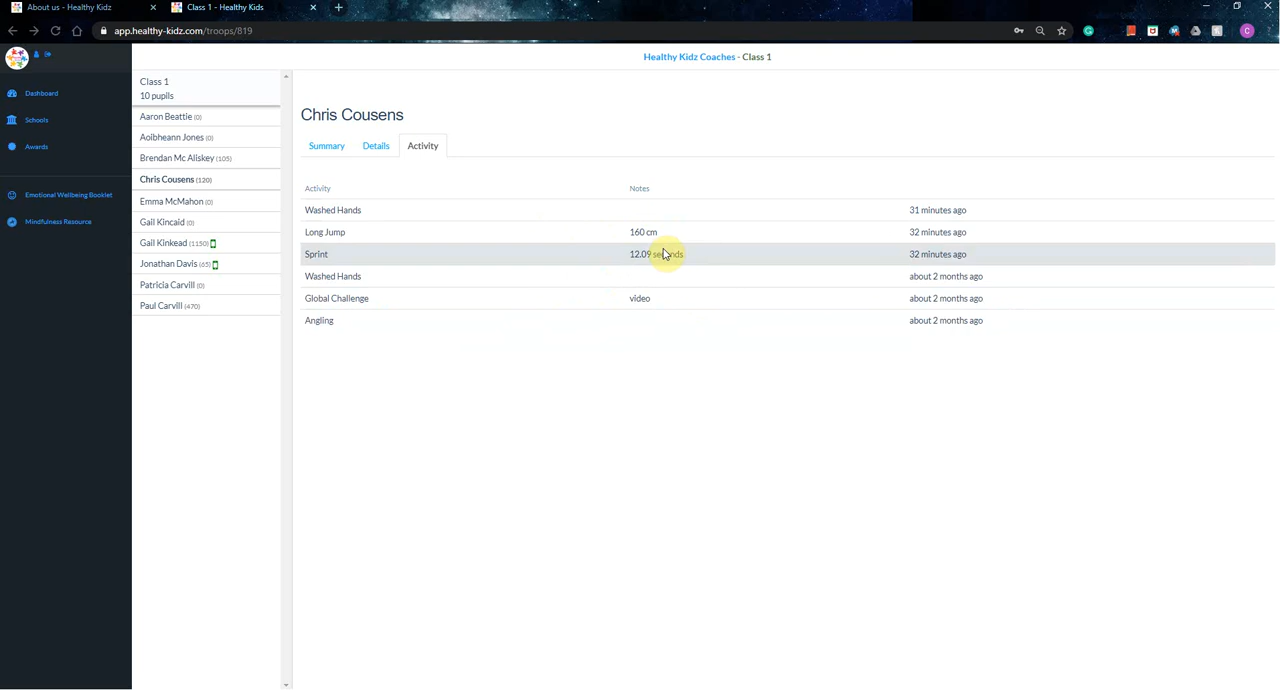 About us - Healthy Kidz
Class 1 - Healthy Kids
app.healthy-kidz.com/troops/819
C
Healthy Kidz Coaches - Class 1
Dashboard
Schools
Awards
Emotional Wellbeing Booklet
Mindfulness Resource
Class 1
10 pupils
Aaron Beattie (0)
Aoibheann Jones (0)
Brendan Mc Aliskey (105)
Chris Cousens (120)
Emma McMahon (0)
Gail Kincaid (0)
Gail Kinkead (1150)
Jonathan Davis (65)
Patricia Carvill (0)
Paul Carvill (470)
Chris Cousens
Summary Details Activity
Activity Notes
Washed Hands 31 minutes ago
Long Jump 160 cm 32 minutes ago
Sprint 12.09 seconds 32 minutes ago
Washed Hands about 2 months ago
Global Challenge video about 2 months ago
Angling about 2 months ago